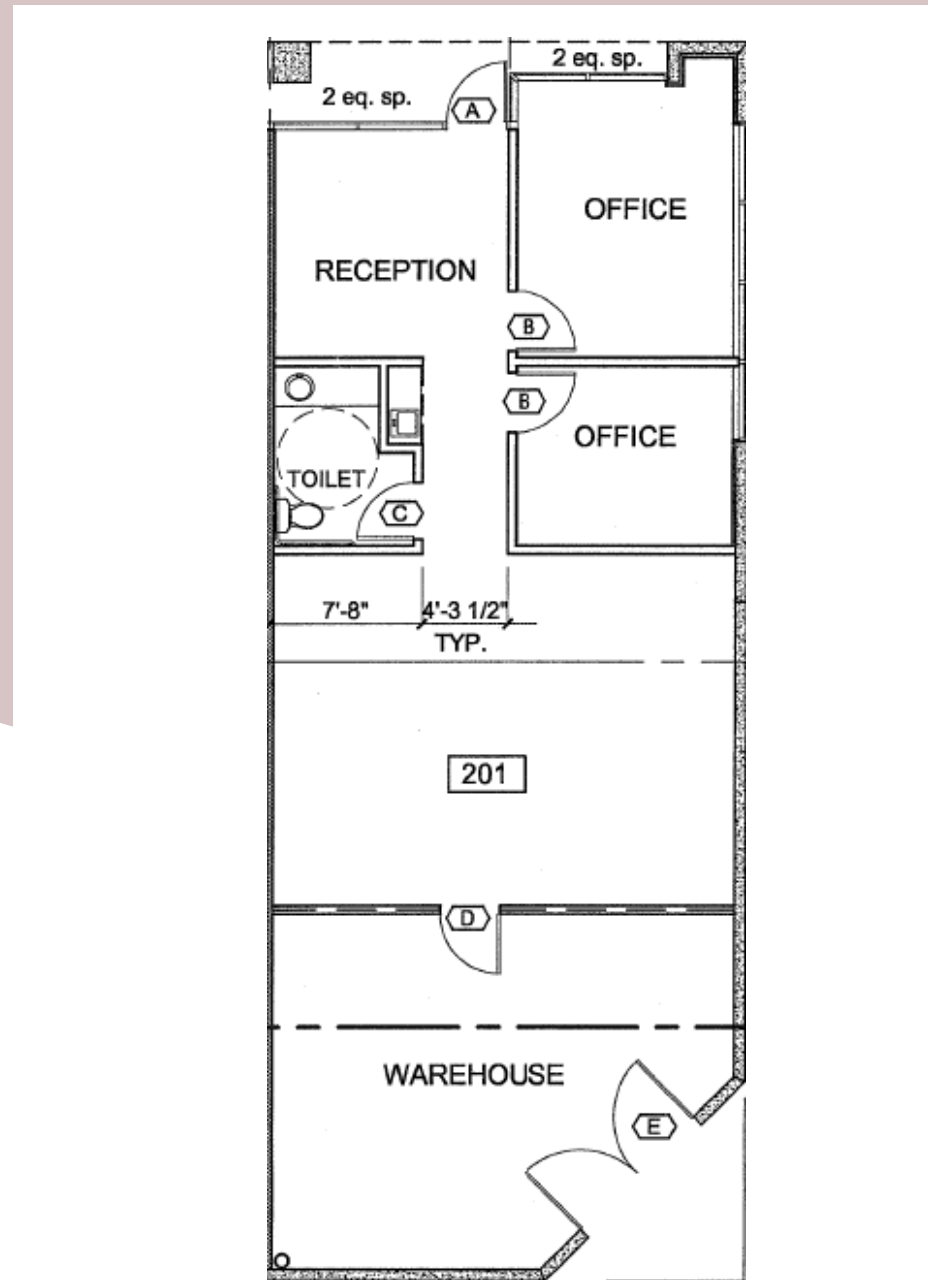 2 eq. sp.
2 eq. sp.
A
OFFICE
RECEPTION
B
B
OFFICE
TOILET
C
7'-8" 4'-3 1/2"
TYP.
201
D
WAREHOUSE
E